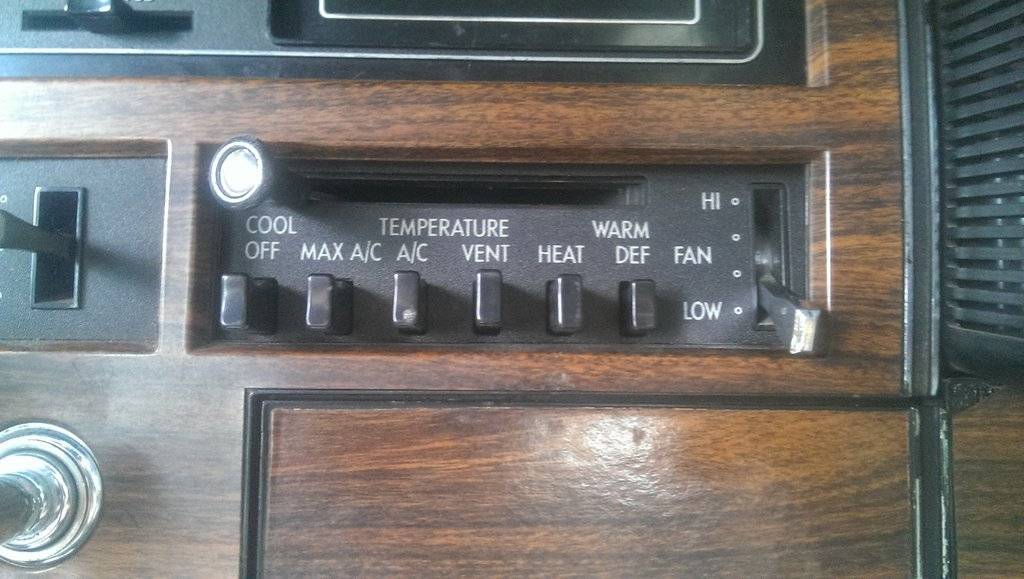 HI
COOL TEMPERATURE WARM
OFF MAX A/C A/C VENT HEAT DEF FAN
LOW